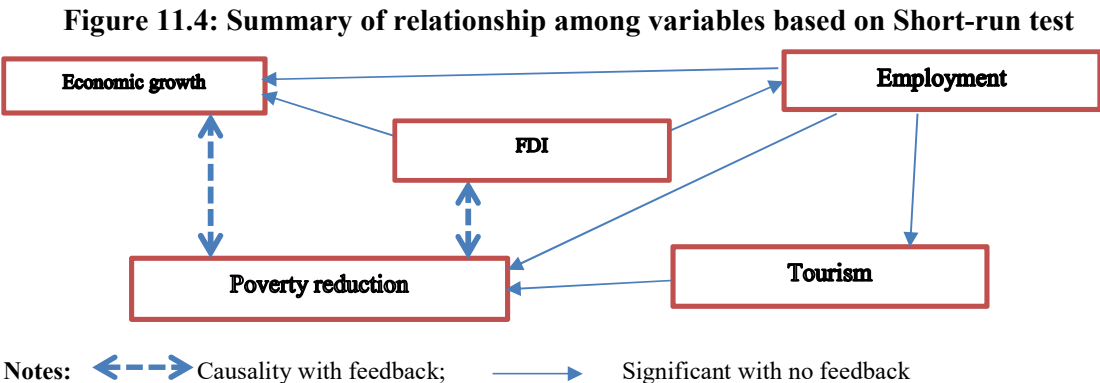 Figure 11.4: Summary of relationship among variables based on Short-run test
Economic growth
Employment
FDI
Poverty reduction
Tourism
Notes: Causality with feedback; Significant with no feedback